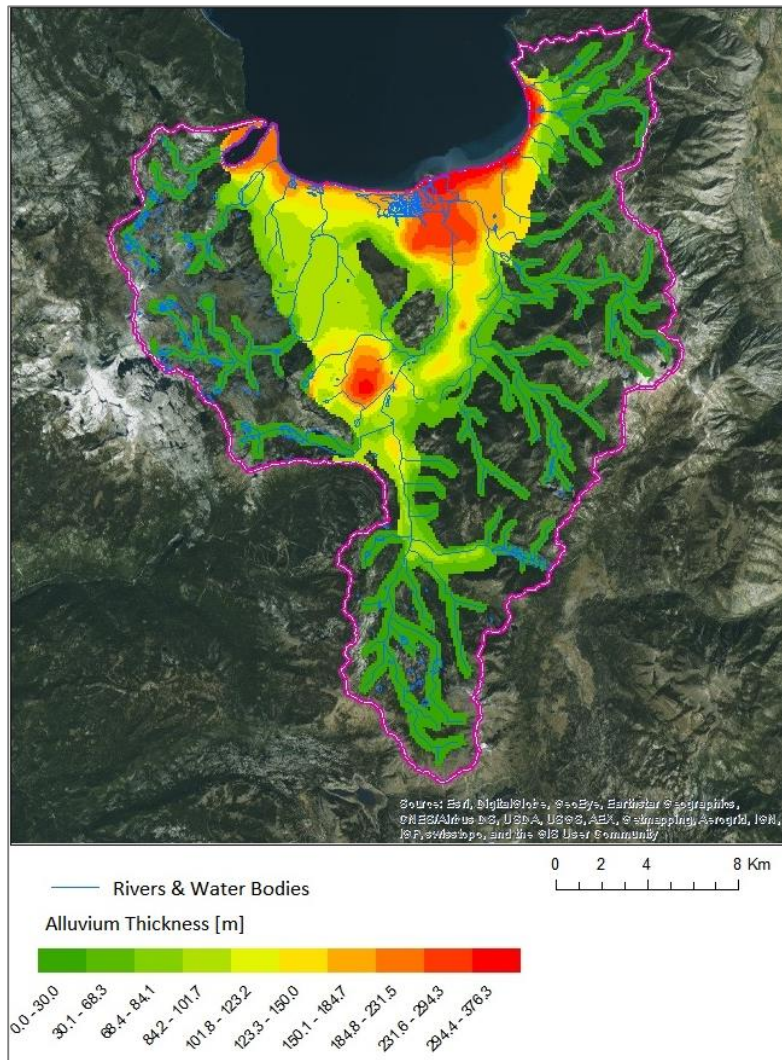 Source: Esri, DigitalGlobe, GeoEye, Earthstar Geographics,
CNES/Airbus DS, USDA, USGS, AEX, Getmapping, Aerogrid, IGN,
IGP, swisstopo, and the GIS User Community
0 2 4 8 Km
Rivers & Water Bodies
Alluvium Thickness [m]
0.0 - 30.0
30.1 - 68.3
68.4 - 84.1
84.2 - 101.7
101.8 - 123.2
123.3 - 150.0
150.1 - 184.7
184.8 - 231.5
231.6 - 294.3
294.4 - 376.3